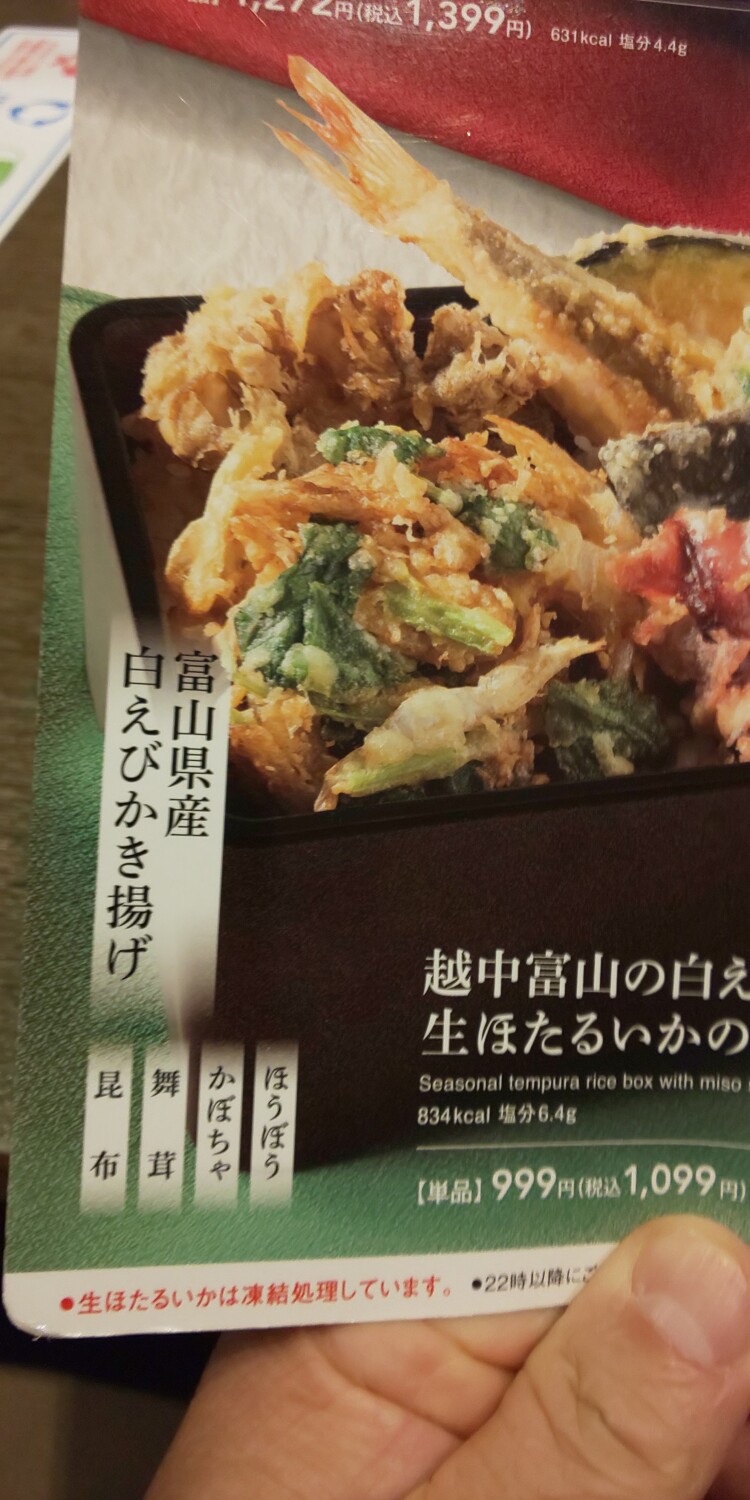 1,272円(税込1,399円) 631kcal 塩分4.4g
富山県産
白えびかき揚げ
越中富山の白え
生ほたるいかの
Seasonal tempura rice box with miso
834kcal 塩分6.4g
【単品】999円(税込1,099円)
ほうぼう
かぼちゃ
舞茸
昆布
●生ほたるいかは凍結処理しています。 ●22時以降にご